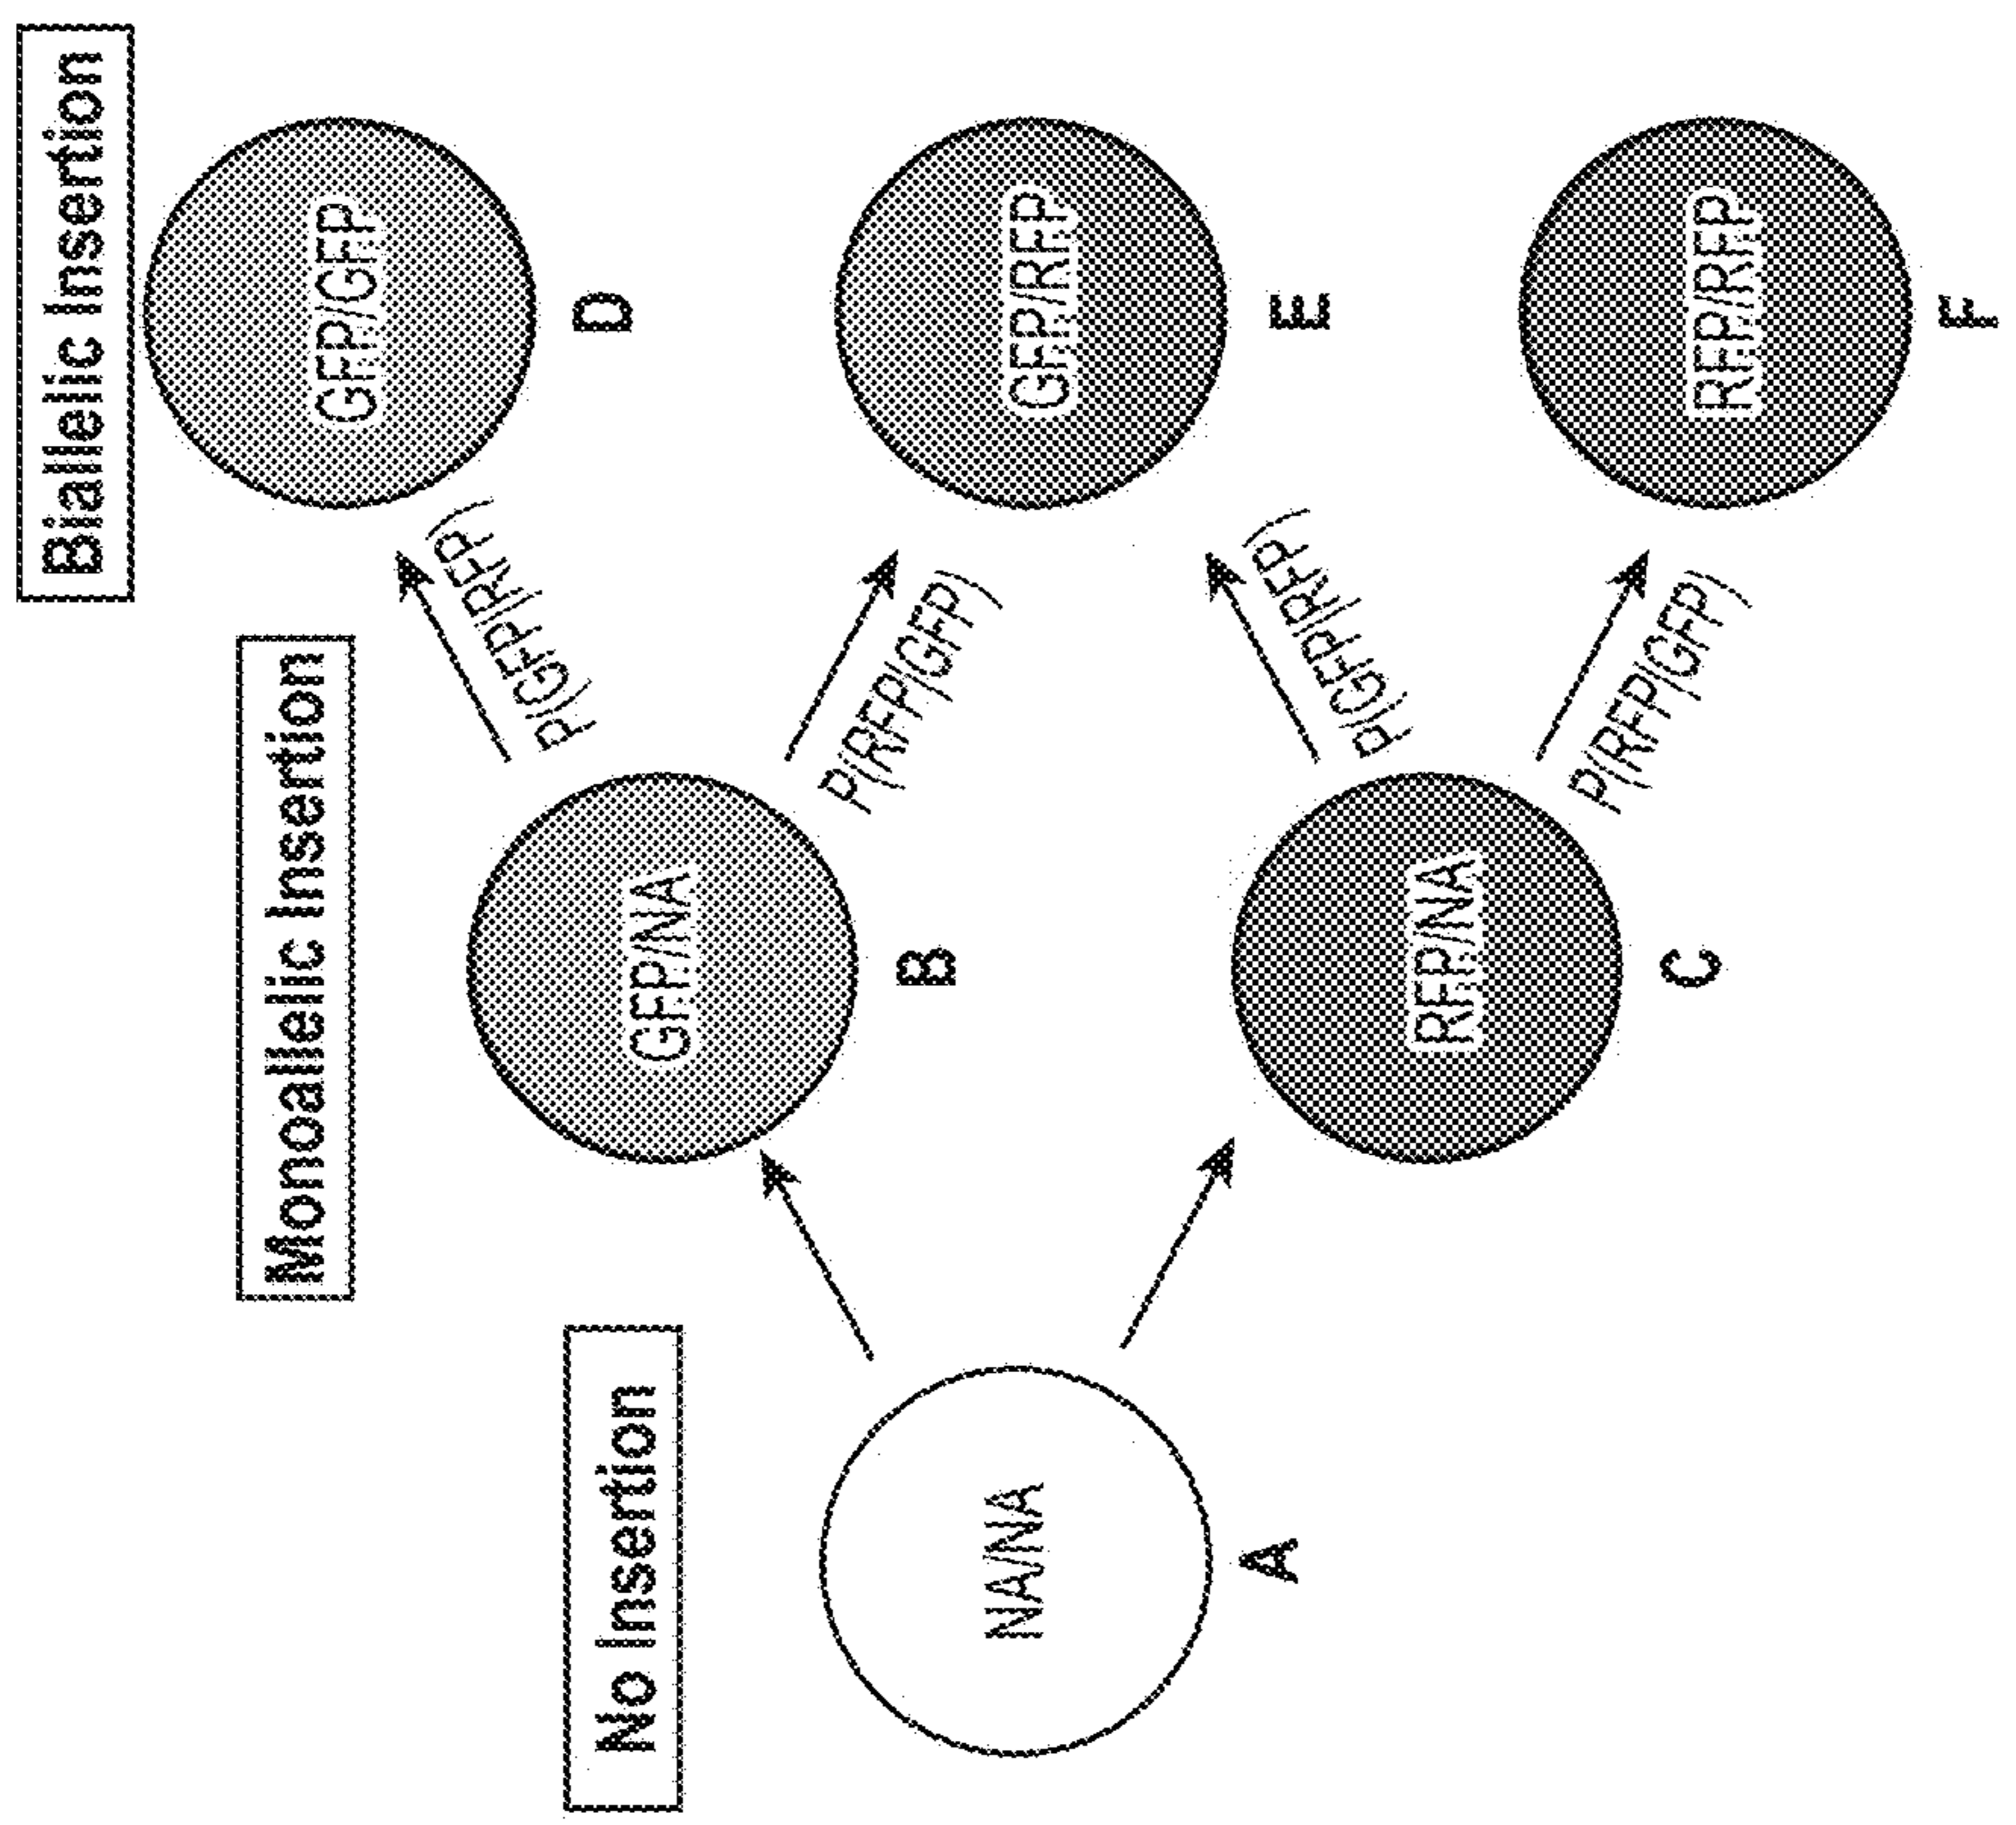 Biallelic Insertion
Monoallelic Insertion
GFP/GFP
P(GFP|RFP)
D
No Insertion
GFP/NA
P(RFP|GFP)
B
NA/NA
GFP/RFP
A
E
P(GFP|RFP)
RFP/NA
P(RFP|GFP)
C
RFP/RFP
F